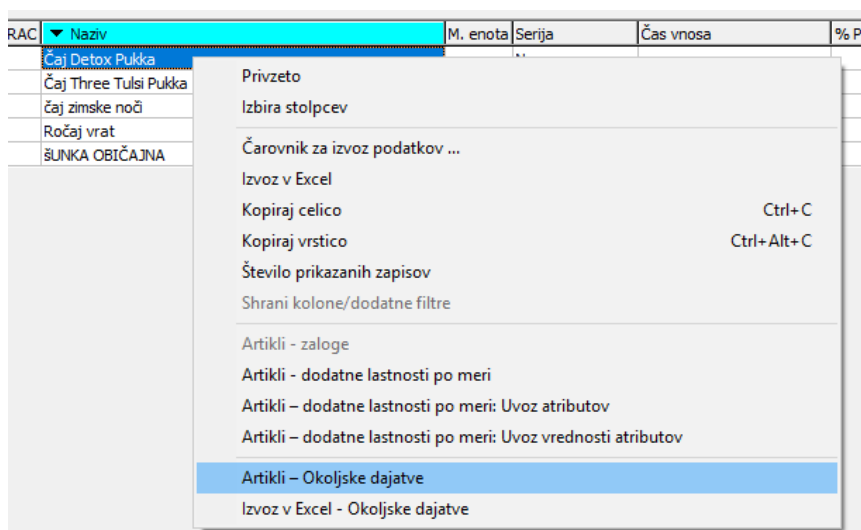 RAC ▼ Naziv M. enota Serija Čas vnosa % P
Čaj Detox Pukka
Čaj Three Tulsi Pukka
čaj zimske noči
Ročaj vrat
šUNKA OBIČAJNA
Privzeto
Izbira stolpcev
Čarovnik za izvoz podatkov ...
Izvoz v Excel
Kopiraj celico Ctrl+C
Kopiraj vrstico Ctrl+Alt+C
Število prikazanih zapisov
Shrani kolone/dodatne filtre
Artikli - zaloge
Artikli - dodatne lastnosti po meri
Artikli – dodatne lastnosti po meri: Uvoz atributov
Artikli – dodatne lastnosti po meri: Uvoz vrednosti atributov
Artikli – Okoljske dajatve
Izvoz v Excel - Okoljske dajatve